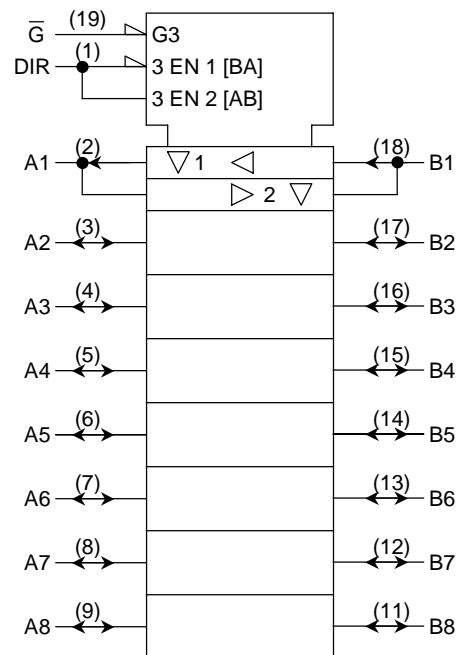 G̅ (19) G3
DIR (1) 3 EN 1 [BA]
3 EN 2 [AB]
A1 (2) 1 (18) B1
2
A2 (3) (17) B2
A3 (4) (16) B3
A4 (5) (15) B4
A5 (6) (14) B5
A6 (7) (13) B6
A7 (8) (12) B7
A8 (9) (11) B8